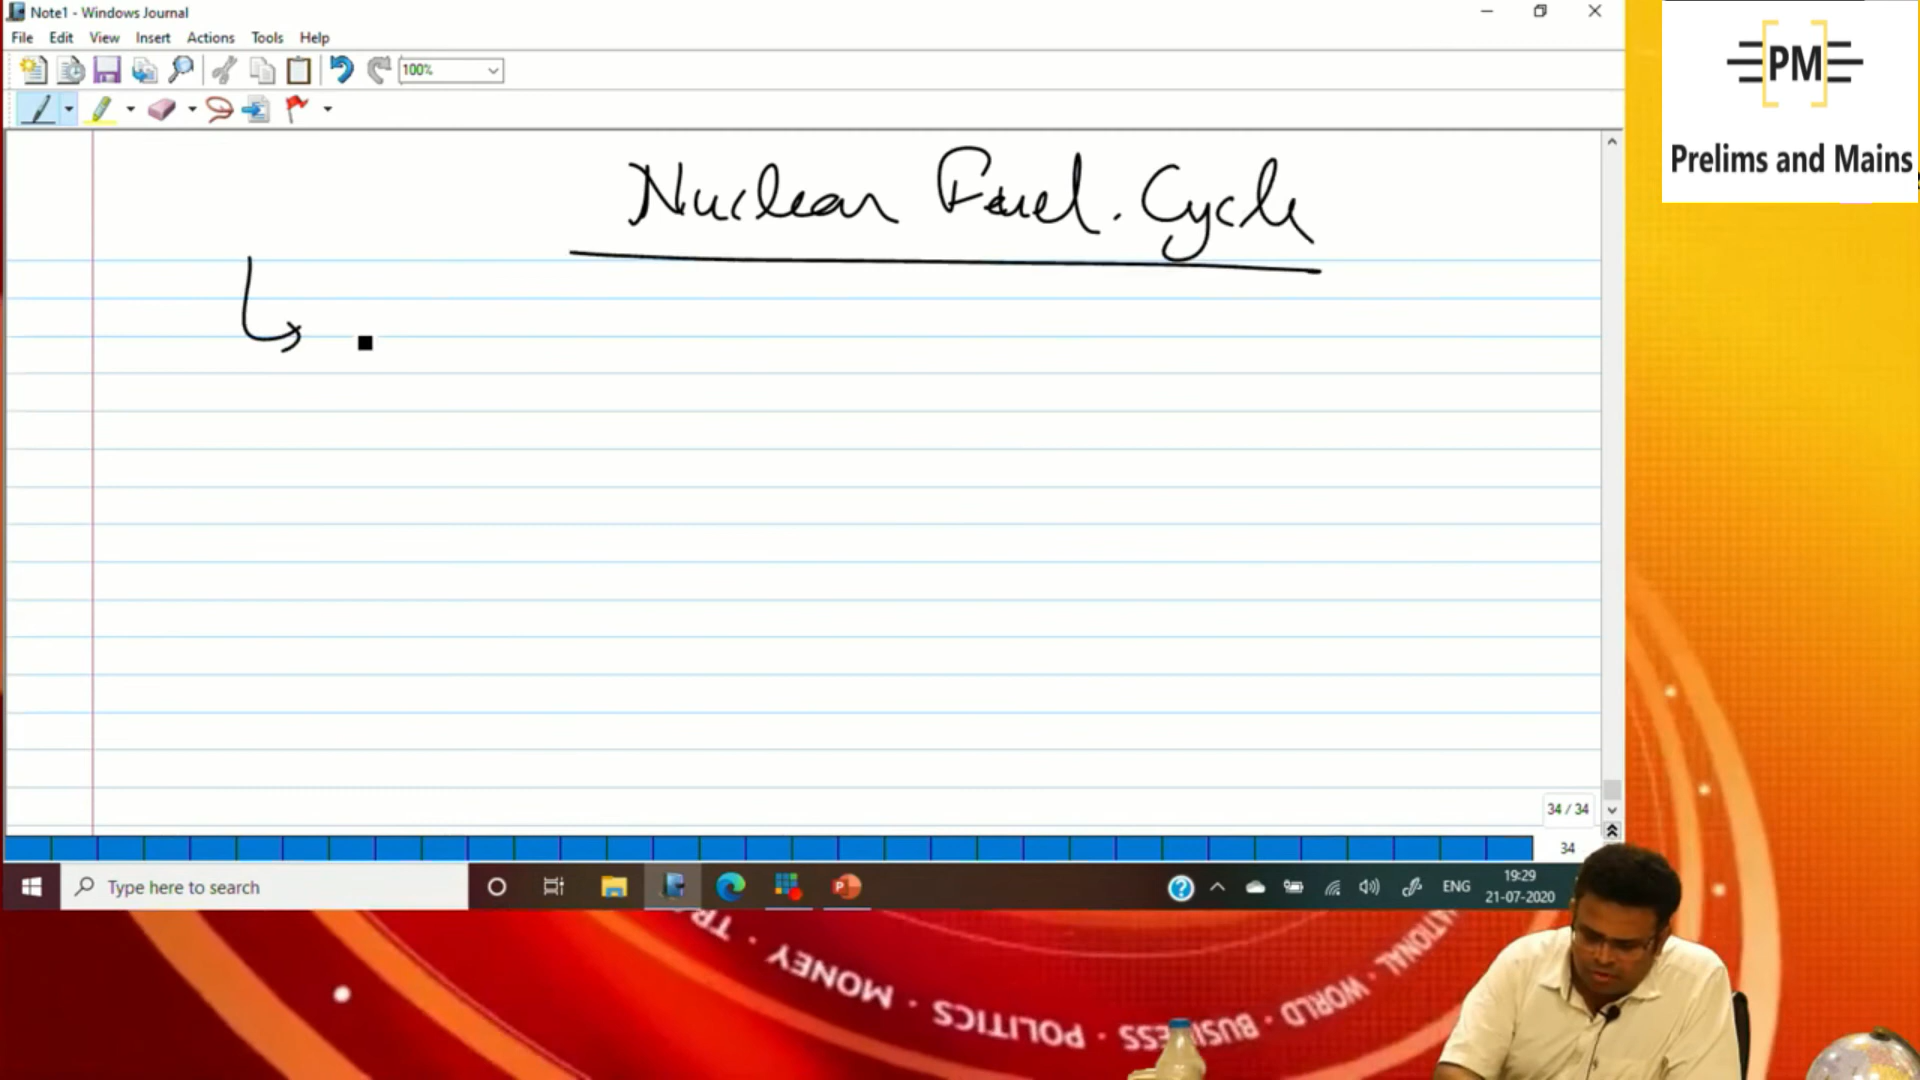 Note1 - Windows Journal
File Edit View Insert Actions Tools Help
100%
PM
Prelims and Mains
Nuclear Fuel. Cycle
34 / 34
34
Type here to search
ENG
19:29
21-07-2020
MONEY · POLITICS ·
BUSINESS · WORLD ·